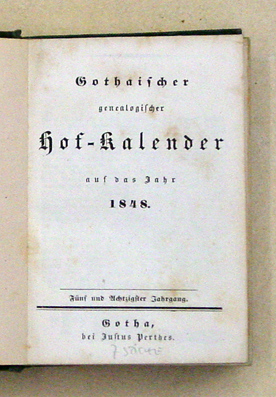 Gothaischer
genealogischer
Hof-Kalender
auf das Jahr
1848.
Fünf und Achtzigster Jahrgang.
Gotha,
bei Justus Perthes.